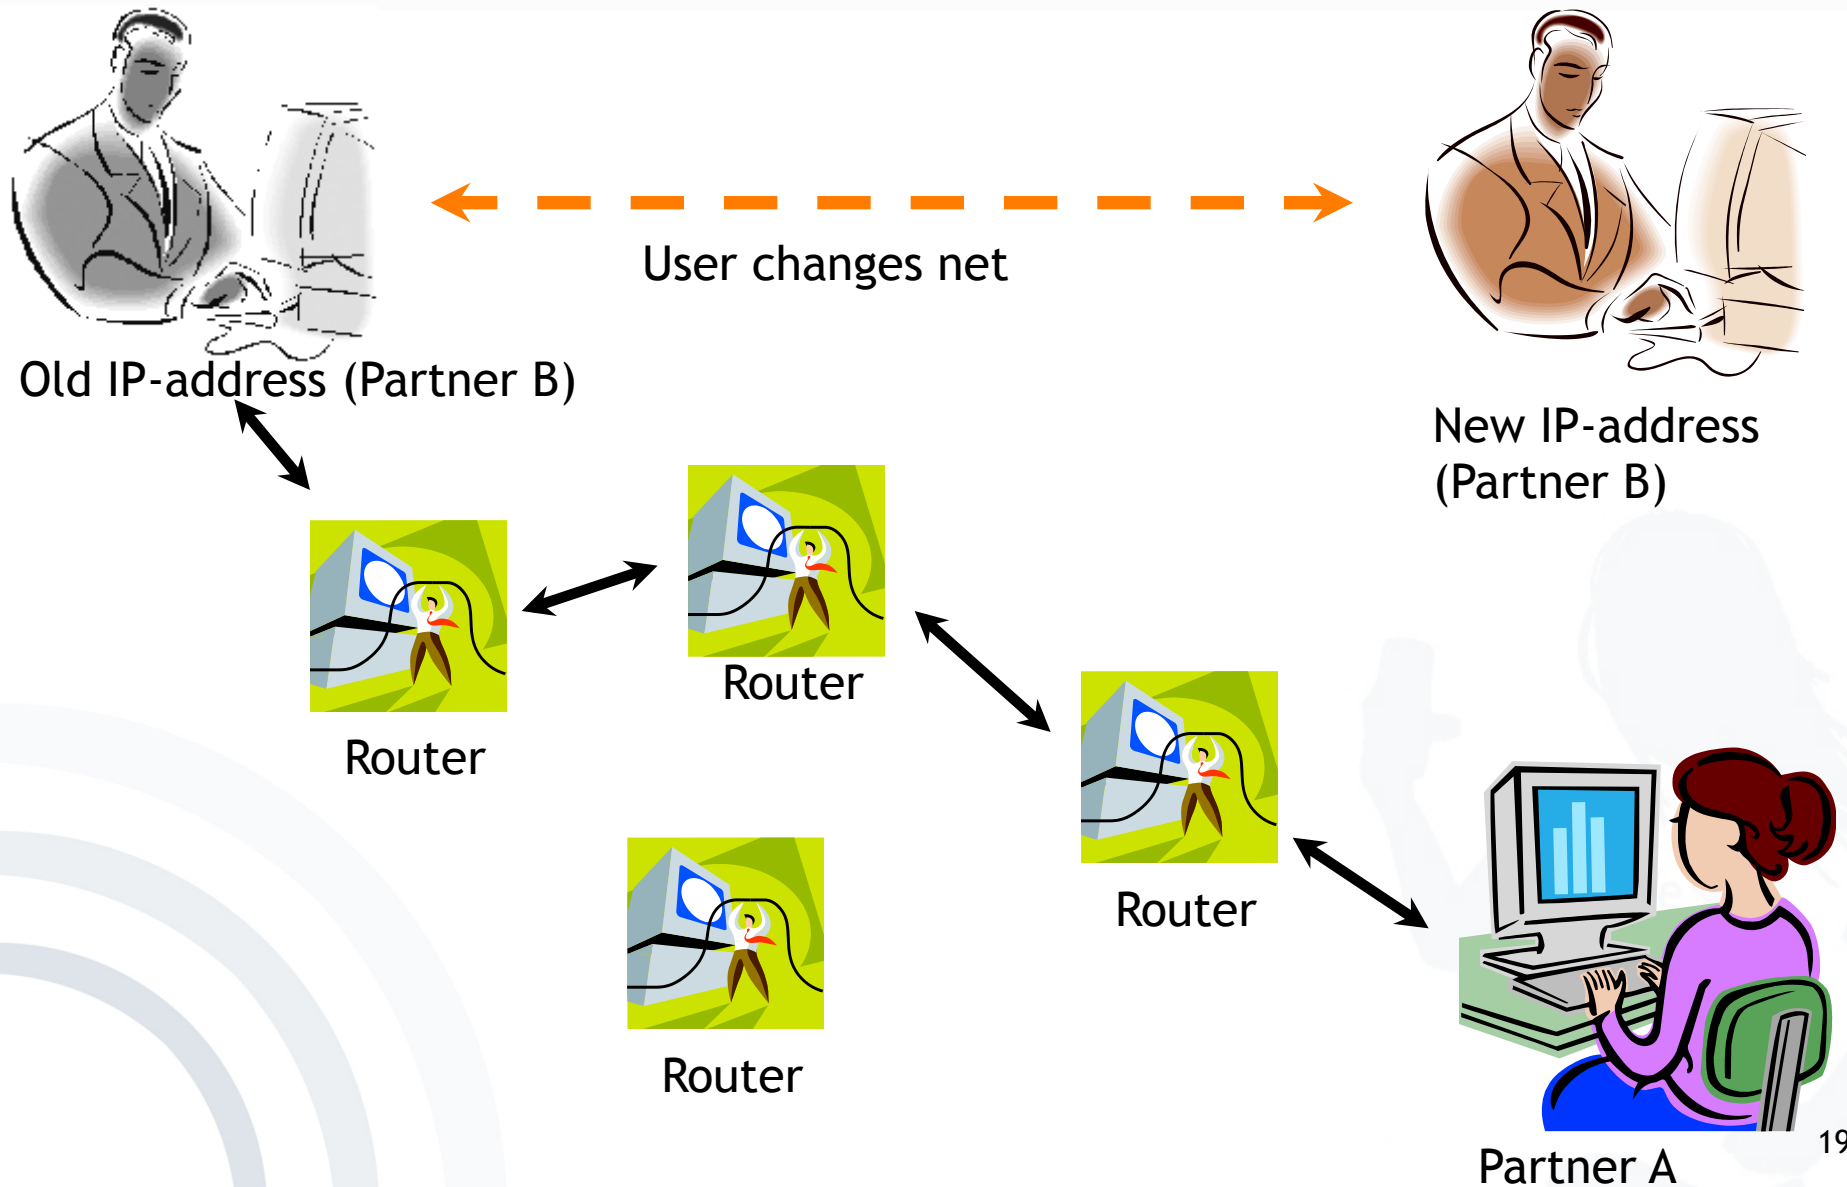 User changes net
Old IP-address (Partner B)
New IP-address
(Partner B)
Router
Router
Router
Router
Partner A
19